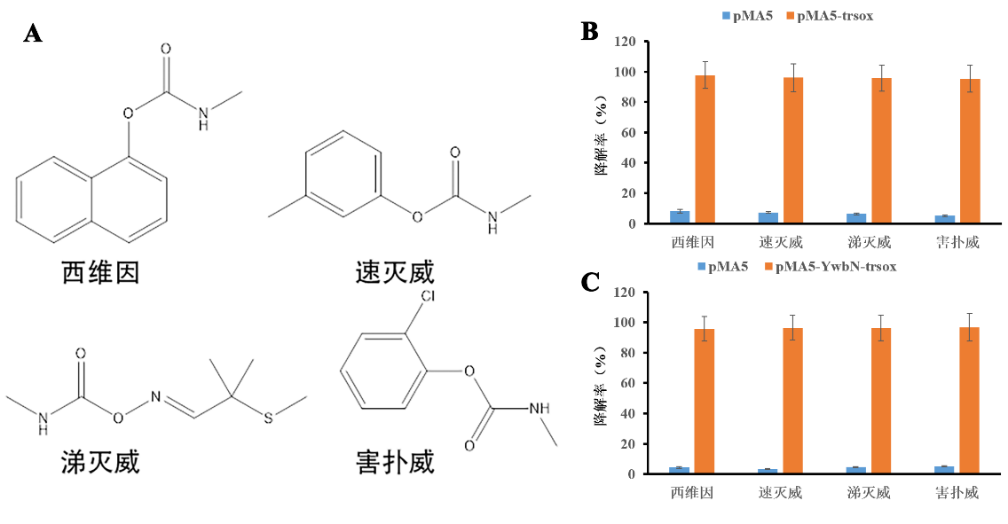 A
O
O
N
H
西维因
O
O
N
H
速灭威
O
N
H
O
N
S
涕灭威
Cl
O
O
NH
害扑威
B
pMA5 pMA5-trsox
降解率（%）
120
100
80
60
40
20
0
西维因 速灭威 涕灭威 害扑威
C
pMA5 pMA5-YwbN-trsox
降解率（%）
120
100
80
60
40
20
0
西维因 速灭威 涕灭威 害扑威